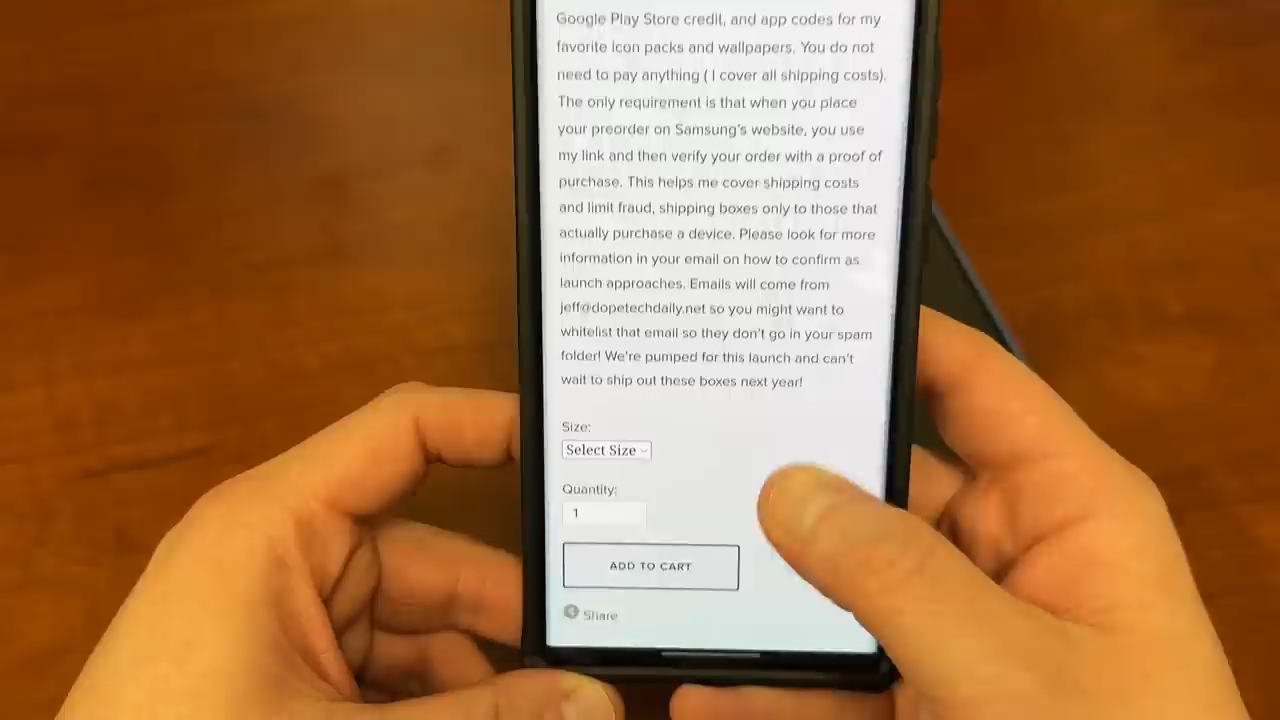 Google Play Store credit, and app codes for my
favorite icon packs and wallpapers. You do not
need to pay anything ( I cover all shipping costs).
The only requirement is that when you place
your preorder on Samsung's website, you use
my link and then verify your order with a proof of
purchase. This helps me cover shipping costs
and limit fraud, shipping boxes only to those that
actually purchase a device. Please look for more
information in your email on how to confirm as
launch approaches. Emails will come from
jeff@dopetechdaily.net so you might want to
whitelist that email so they don't go in your spam
folder! We're pumped for this launch and can't
wait to ship out these boxes next year!
Size:
Select Size
Quantity:
1
ADD TO CART
Share